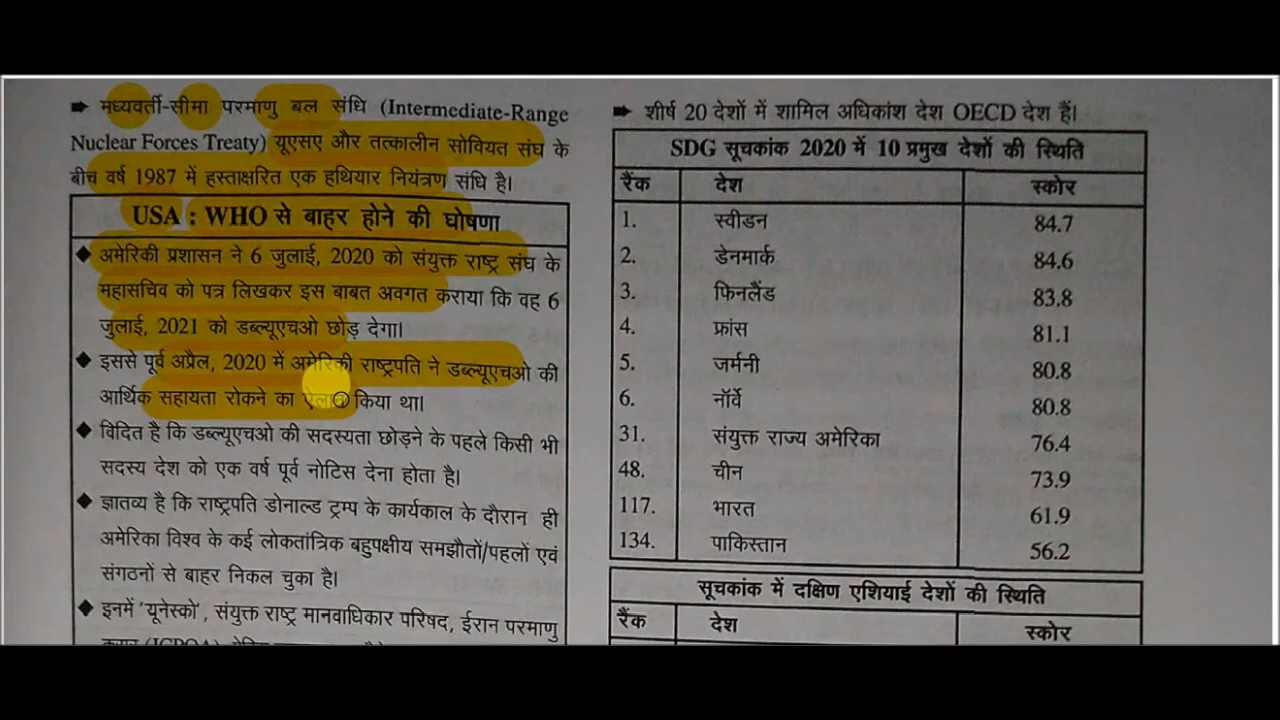 ➨ मध्यवर्ती-सीमा परमाणु बल संधि (Intermediate-Range
Nuclear Forces Treaty) यूएसए और तत्कालीन सोवियत संघ के
बीच वर्ष 1987 में हस्ताक्षरित एक हथियार नियंत्रण संधि है।
USA : WHO से बाहर होने की घोषणा
◆ अमेरिकी प्रशासन ने 6 जुलाई, 2020 को संयुक्त राष्ट्र संघ के
महासचिव को पत्र लिखकर इस बाबत अवगत कराया कि वह 6
जुलाई, 2021 को डब्ल्यूएचओ छोड़ देगा।
◆ इससे पूर्व अप्रैल, 2020 में अमेरिकी राष्ट्रपति ने डब्ल्यूएचओ की
आर्थिक सहायता रोकने का ऐलान किया था।
◆ विदित है कि डब्ल्यूएचओ की सदस्यता छोड़ने के पहले किसी भी
सदस्य देश को एक वर्ष पूर्व नोटिस देना होता है।
◆ ज्ञातव्य है कि राष्ट्रपति डोनाल्ड ट्रम्प के कार्यकाल के दौरान ही
अमेरिका विश्व के कई लोकतांत्रिक बहुपक्षीय समझौतों/पहलों एवं
संगठनों से बाहर निकल चुका है।
◆ इनमें 'यूनेस्को', संयुक्त राष्ट्र मानवाधिकार परिषद, ईरान परमाणु
➨ शीर्ष 20 देशों में शामिल अधिकांश देश OECD देश हैं।
SDG सूचकांक 2020 में 10 प्रमुख देशों की स्थिति
रैंक देश स्कोर
1. स्वीडन 84.7
2. डेनमार्क 84.6
3. फिनलैंड 83.8
4. फ्रांस 81.1
5. जर्मनी 80.8
6. नॉर्वे 80.8
31. संयुक्त राज्य अमेरिका 76.4
48. चीन 73.9
117. भारत 61.9
134. पाकिस्तान 56.2
सूचकांक में दक्षिण एशियाई देशों की स्थिति
रैंक देश स्कोर